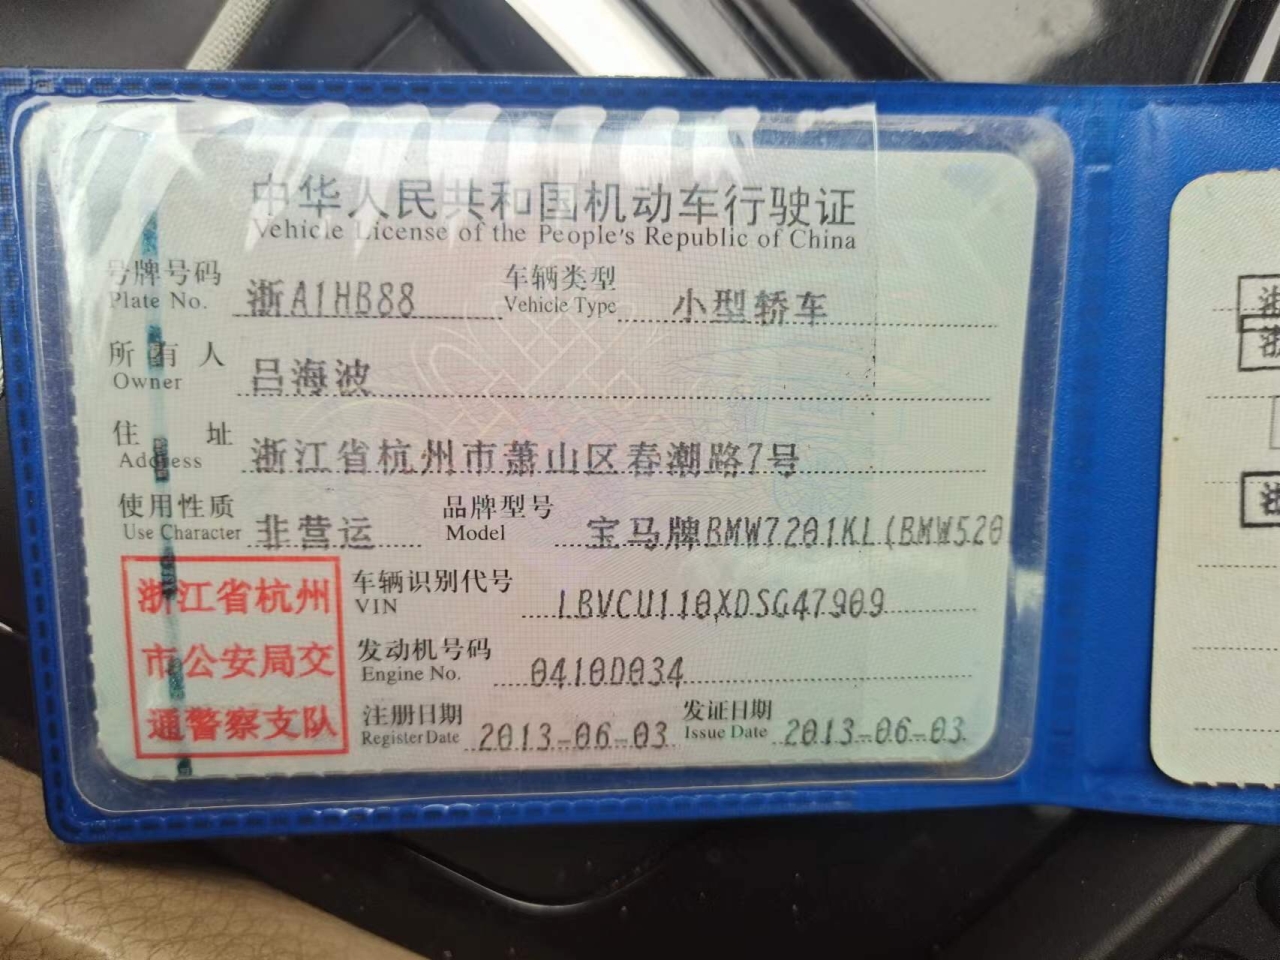 中华人民共和国机动车行驶证
Vehicle License of the People's Republic of China
号牌号码 浙A1HB88 车辆类型 小型轿车
Plate No. Vehicle Type
所有人 吕海波
Owner
住址 浙江省杭州市萧山区春潮路7号
Address
使用性质 非营运 品牌型号 宝马牌BMW7201KL(BMW520
Use Character Model
浙江省杭州
市公安局交
通警察支队
车辆识别代号 LBVCU110XDSG47909
VIN
发动机号码 0410D034
Engine No.
注册日期 2013-06-03 发证日期 2013-06-03
Register Date Issue Date